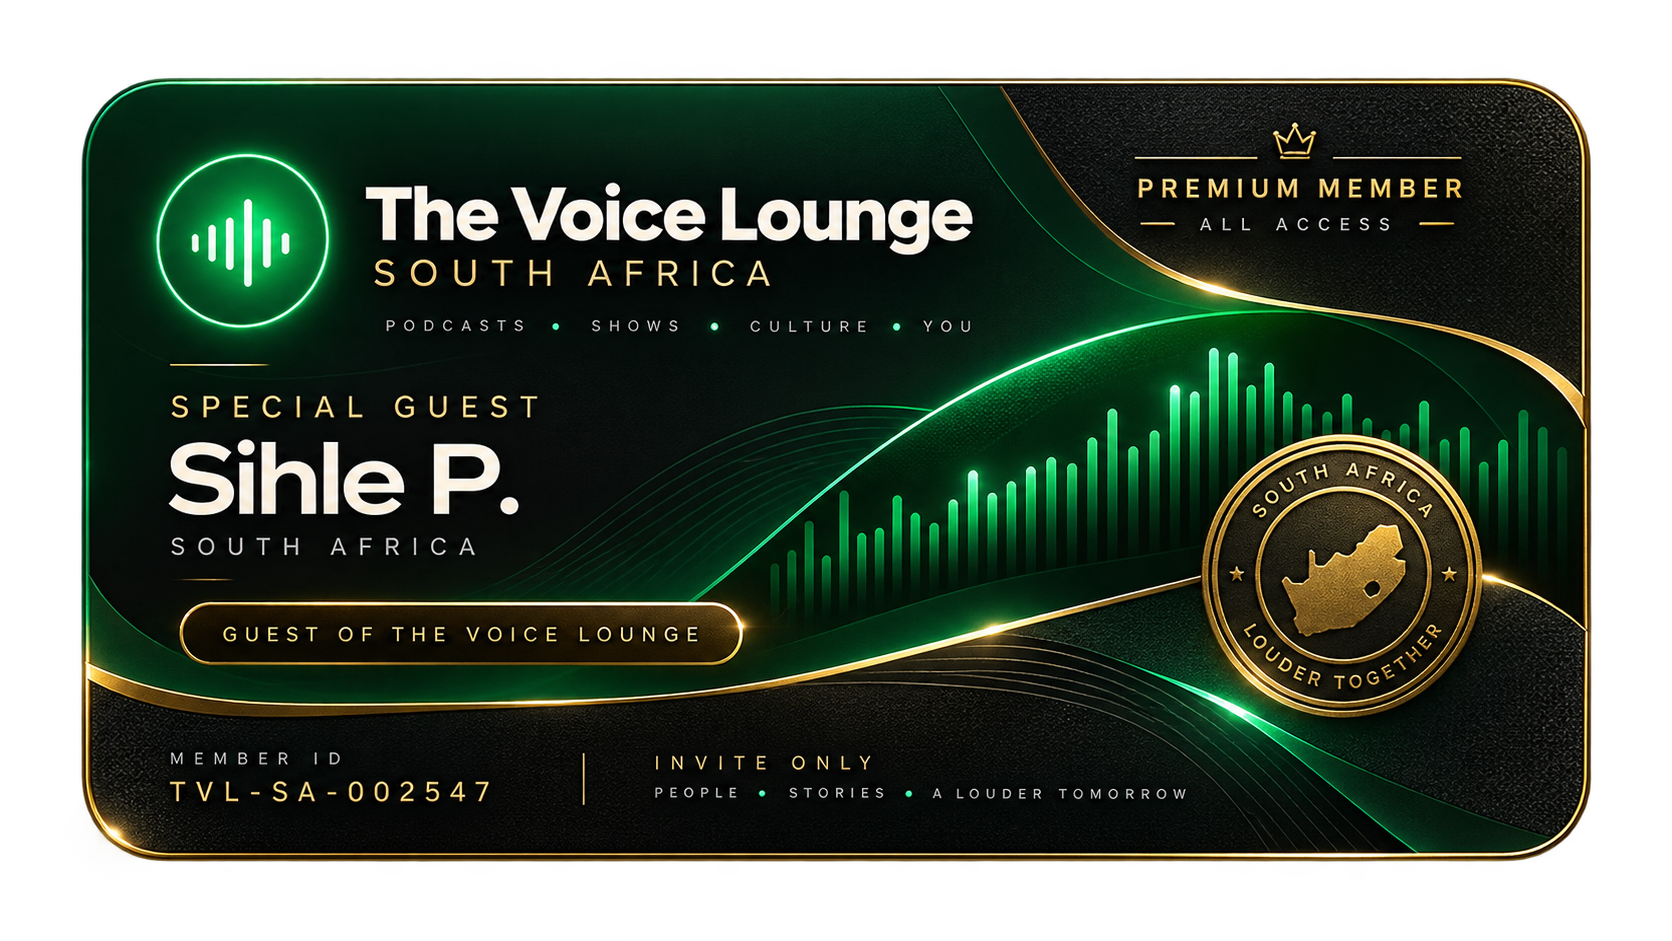 The Voice Lounge
SOUTH AFRICA
PODCASTS • SHOWS • CULTURE • YOU
PREMIUM MEMBER
ALL ACCESS
SPECIAL GUEST
Sihle P.
SOUTH AFRICA
GUEST OF THE VOICE LOUNGE
SOUTH AFRICA
LOUDER TOGETHER
MEMBER ID
TVL-SA-002547
INVITE ONLY
PEOPLE • STORIES • A LOUDER TOMORROW